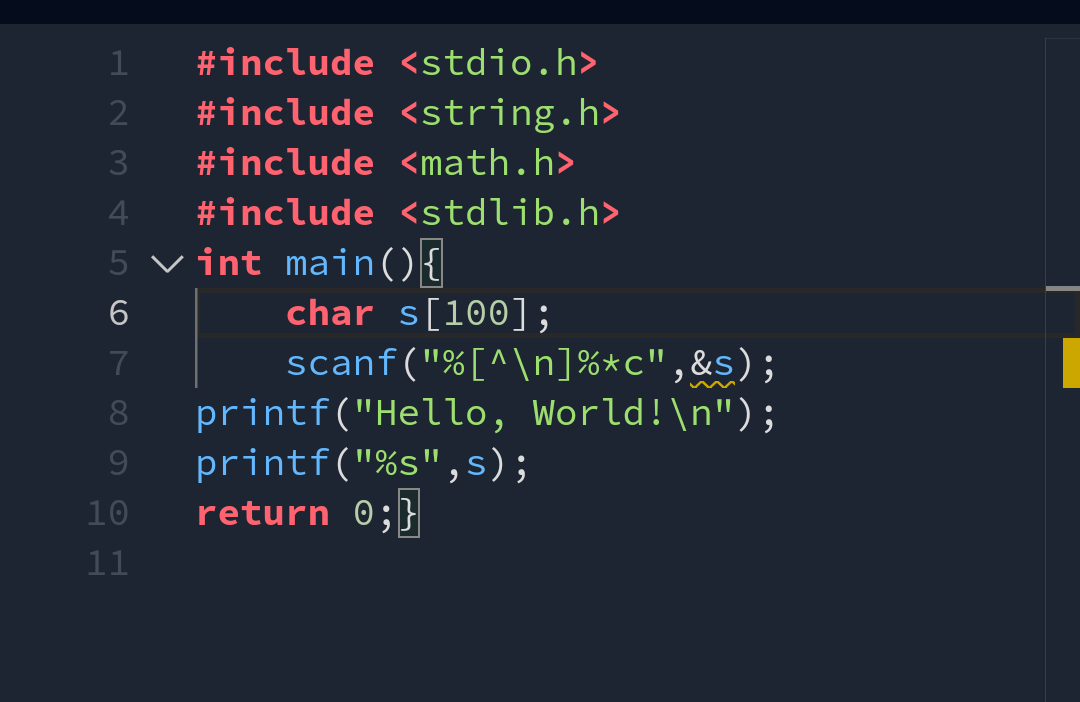 1 #include <stdio.h>
2 #include <string.h>
3 #include <math.h>
4 #include <stdlib.h>
5 int main(){
6     char s[100];
7     scanf("%[^\n]%*c",&s);
8 printf("Hello, World!\n");
9 printf("%s",s);
10 return 0;}
11